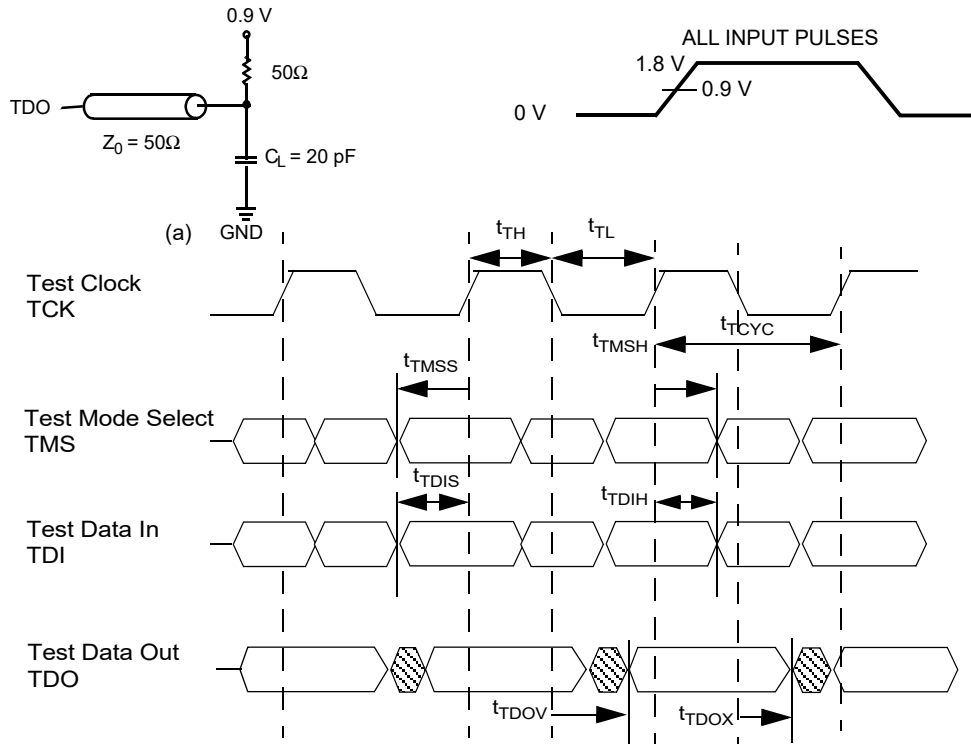 0.9 V
50Ω
TDO
Z0 = 50Ω
CL = 20 pF
(a)
GND
ALL INPUT PULSES
1.8 V
0.9 V
0 V
tTH
tTL
Test Clock
TCK
tTMSH
tTCYC
tTMSS
Test Mode Select
TMS
tTDIS
tTDIH
Test Data In
TDI
Test Data Out
TDO
tTDOV
tTDOX